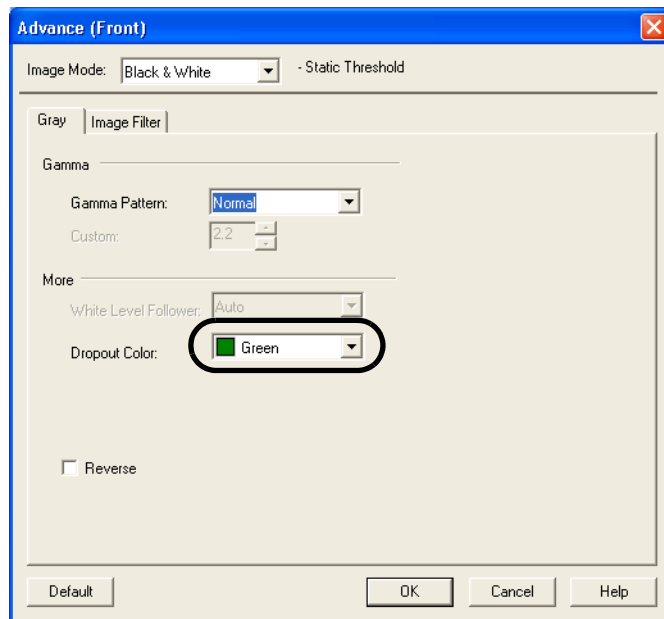 Advance (Front)
Image Mode: Black & White - Static Threshold
Gray Image Filter
Gamma
Gamma Pattern: Normal
Custom: 2.2
More
White Level Follower: Auto
Dropout Color: Green
Reverse
Default OK Cancel Help